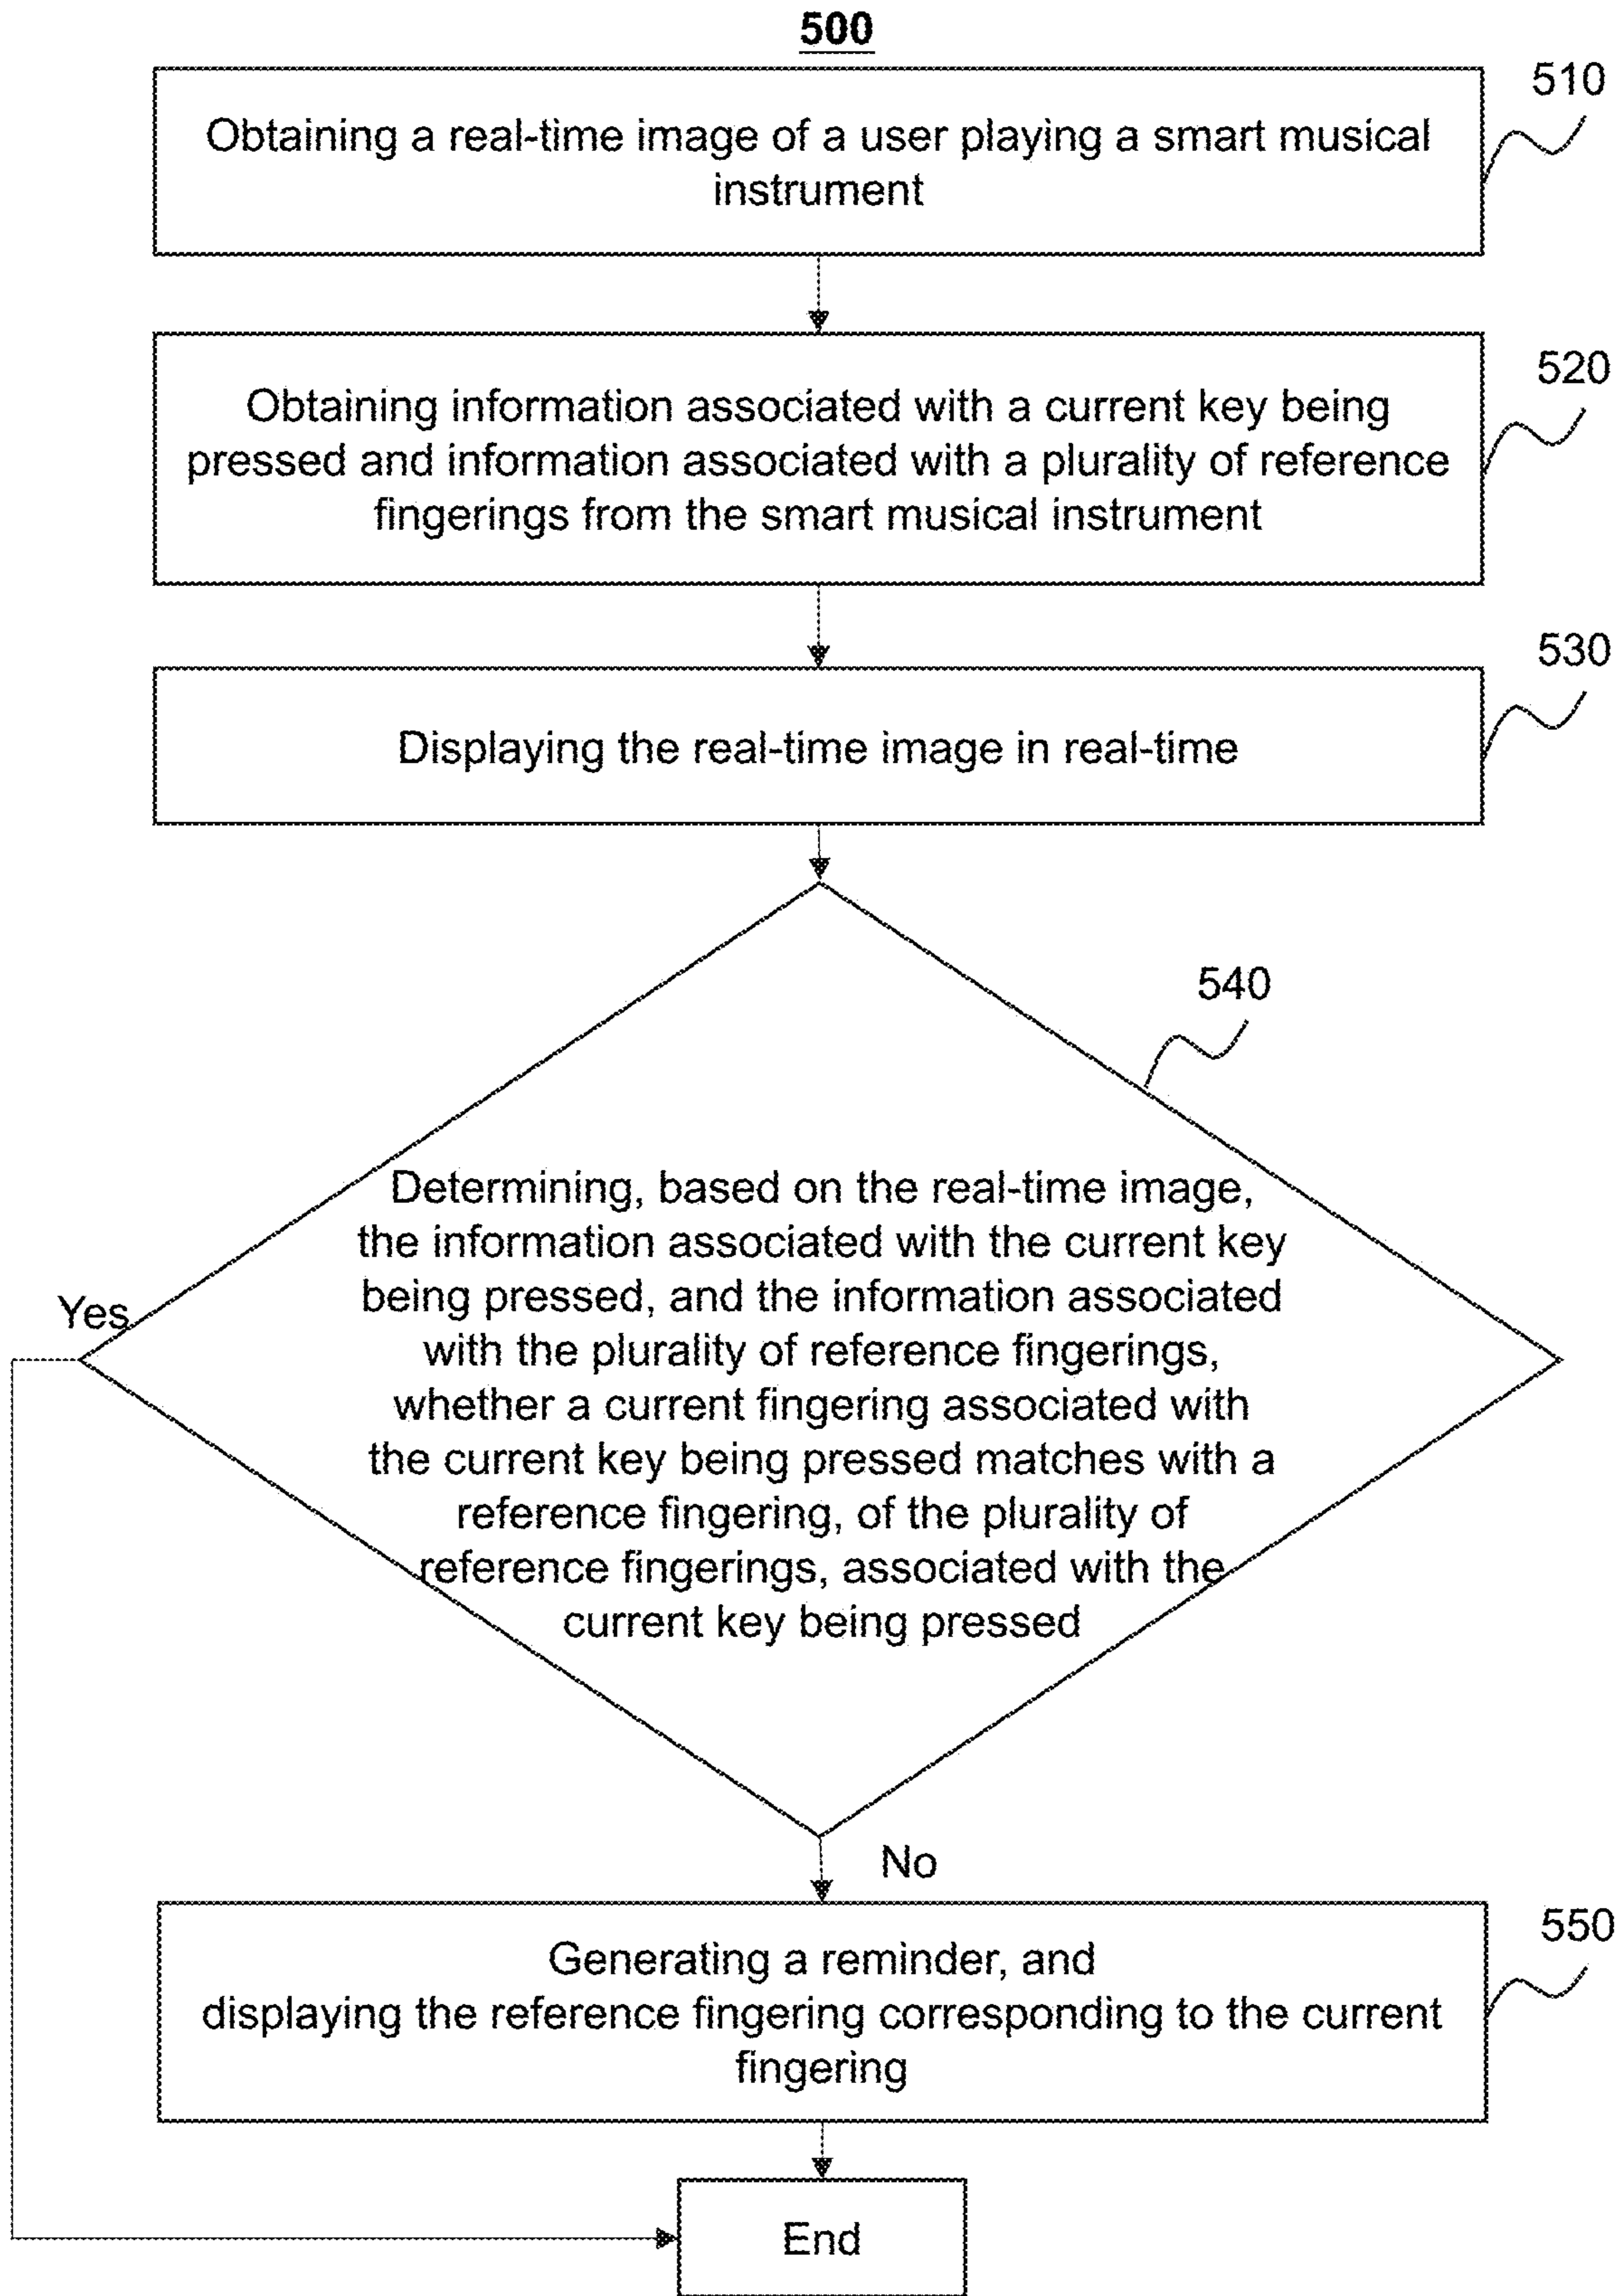 500
510
Obtaining a real-time image of a user playing a smart musical
instrument
520
Obtaining information associated with a current key being
pressed and information associated with a plurality of reference
fingerings from the smart musical instrument
530
Displaying the real-time image in real-time
540
Determining, based on the real-time image,
the information associated with the current key
being pressed, and the information associated
with the plurality of reference fingerings,
whether a current fingering associated with
the current key being pressed matches with a
reference fingering, of the plurality of
reference fingerings, associated with the
current key being pressed
Yes
No
550
Generating a reminder, and
displaying the reference fingering corresponding to the current
fingering
End